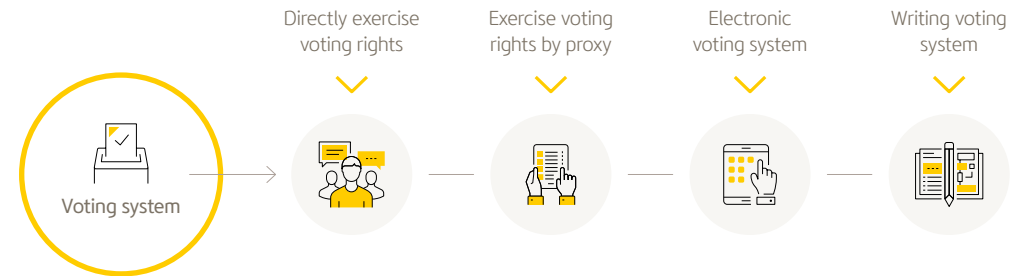 Directly exercise
voting rights
Exercise voting
rights by proxy
Electronic
voting system
Writing voting
system
Voting system